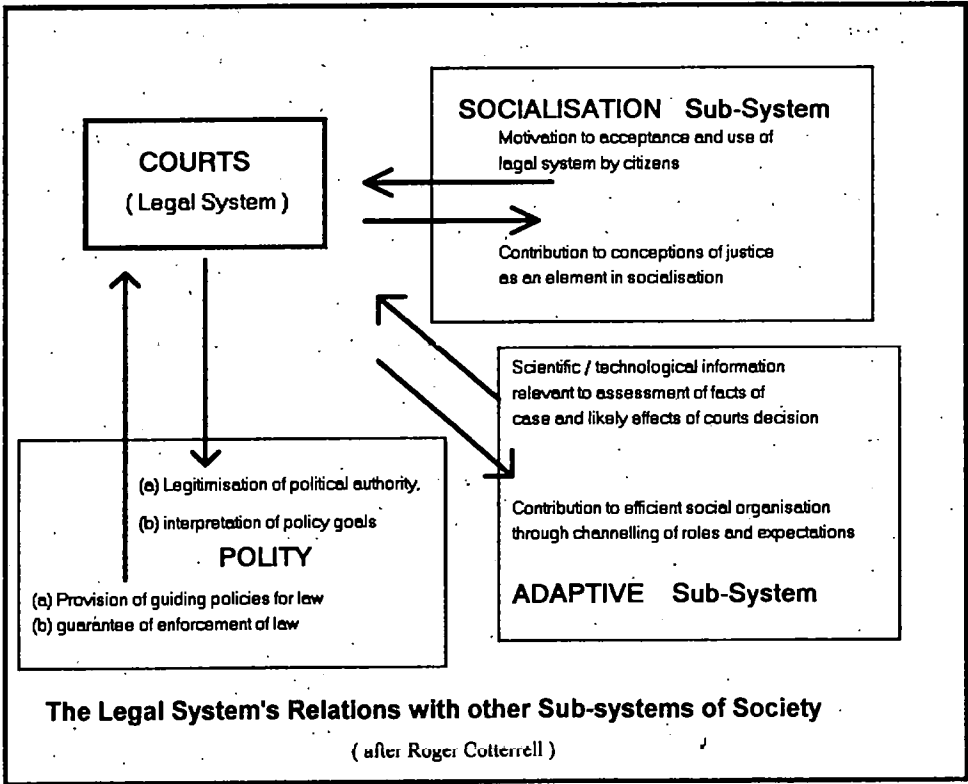 COURTS
( Legal System )
SOCIALISATION Sub-System
Motivation to acceptance and use of
legal system by citizens
Contribution to conceptions of justice
as an element in socialisation
Scientific / technological information
relevant to assessment of facts of
case and likely effects of courts decision
Contribution to efficient social organisation
through channelling of roles and expectations
ADAPTIVE Sub-System
(a) Legitimisation of political authority,
(b) interpretation of policy goals
POLITY
(a) Provision of guiding policies for law
(b) guarantee of enforcement of law
The Legal System's Relations with other Sub-systems of Society
( after Roger Cotterrell )